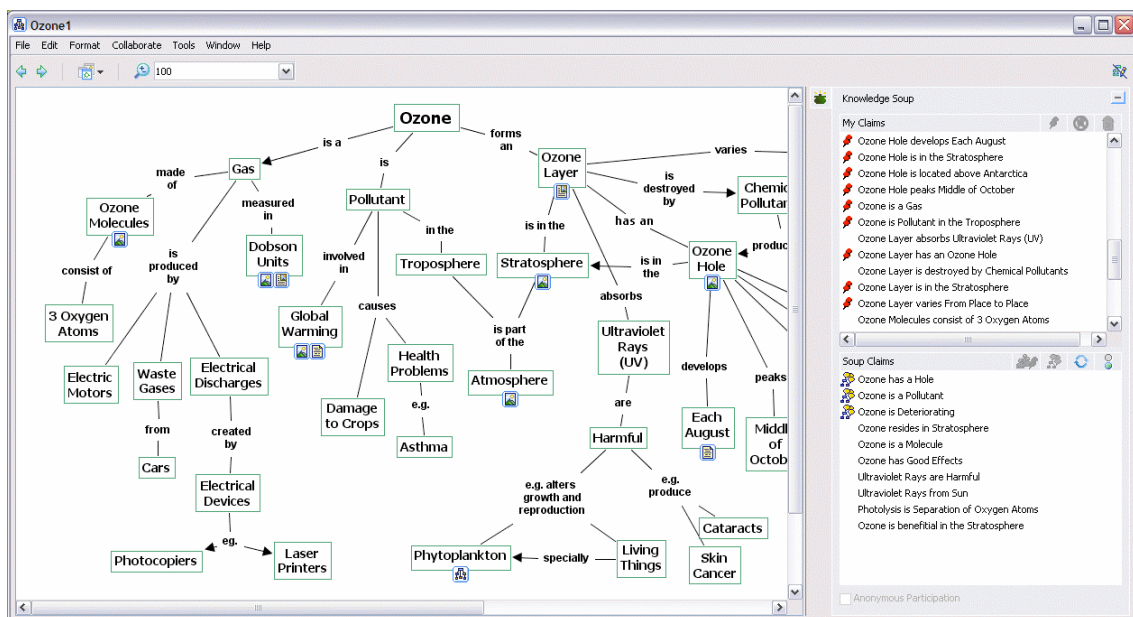 Ozone1
File Edit Format Collaborate Tools Window Help
100
Ozone
is a
is
forms
an
varies
Gas
made
of
Ozone
Molecules
measured
in
Dobson
Units
Pollutant
Ozone
Layer
is
destroyed
by
Chemic
Pollutan
is
produced
by
involved
in
in the
is in the
has an
produc
consist of
3 Oxygen
Atoms
Troposphere
Stratosphere
is in
the
Ozone
Hole
causes
absorbs
Global
Warming
is part
of the
Ultraviolet
Rays
(UV)
Electric
Motors
Waste
Gases
Electrical
Discharges
Health
Problems
Atmosphere
develops
peaks
from
created
by
Damage
to Crops
e.g.
are
Each
August
Middl
of
Octob
Cars
Asthma
Harmful
Electrical
Devices
e.g. alters
growth and
reproduction
e.g.
produce
eg.
Cataracts
Photocopiers
Laser
Printers
Phytoplankton
specially
Living
Things
Skin
Cancer
Knowledge Soup
My Claims
Ozone Hole develops Each August
Ozone Hole is in the Stratosphere
Ozone Hole is located above Antarctica
Ozone Hole peaks Middle of October
Ozone is a Gas
Ozone is Pollutant in the Troposphere
Ozone Layer absorbs Ultraviolet Rays (UV)
Ozone Layer has an Ozone Hole
Ozone Layer is destroyed by Chemical Pollutants
Ozone Layer is in the Stratosphere
Ozone Layer varies From Place to Place
Ozone Molecules consist of 3 Oxygen Atoms
Soup Claims
Ozone has a Hole
Ozone is a Pollutant
Ozone is Deteriorating
Ozone resides in Stratosphere
Ozone is a Molecule
Ozone has Good Effects
Ultraviolet Rays are Harmful
Ultraviolet Rays from Sun
Photolysis is Separation of Oxygen Atoms
Ozone is benefitial in the Stratosphere
Anonymous Participation